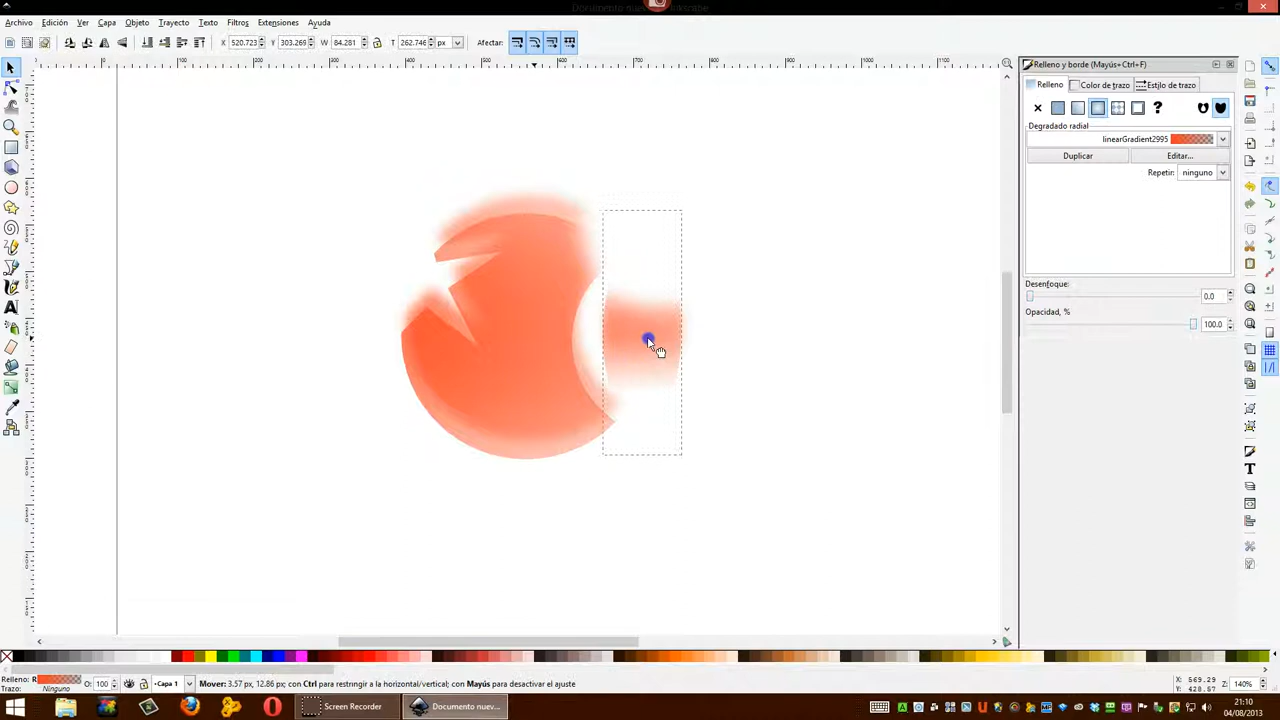 Archivo Edición Ver Capa Objeto Trayecto Texto Filtros Extensiones Ayuda
X 520.723 Y 303.269 W 84.281 T 262.746 px Afectar:
Relleno y borde (Mayús+Ctrl+F)
Relleno Color de trazo Estilo de trazo
?
Degradado radial
linearGradient2995
Duplicar Editar...
Repetir: ninguno
Desenfoque:
0.0
Opacidad, %
100.0
Relleno: R
Trazo: Ninguno
O: 100
Capa 1
Mover: 3.57 px, 12.86 px; con Ctrl para restringir a la horizontal/vertical; con Mayús para desactivar el ajuste
X: 569.29
Y: 428.87
Z: 140%
Screen Recorder Documento nuev...
21:10
04/08/2013